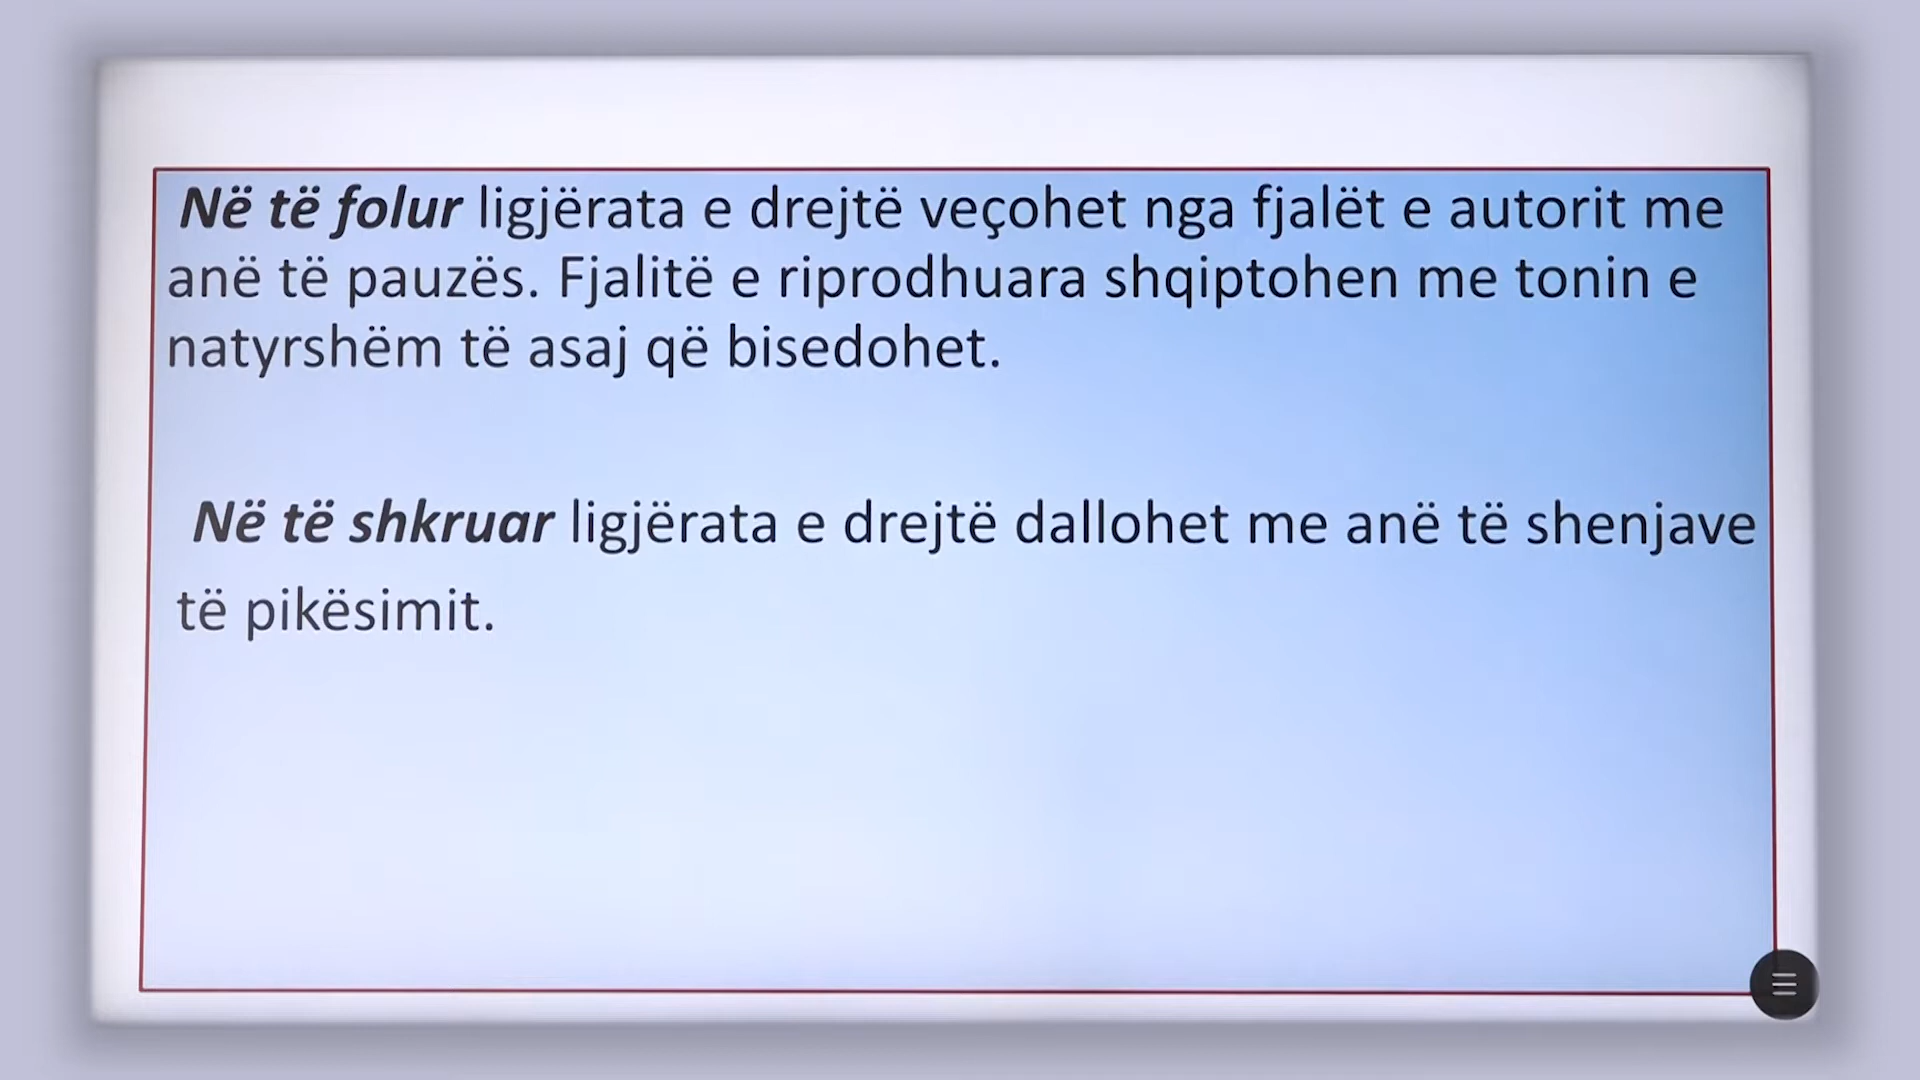 Në të folur ligjërata e drejtë veçohet nga fjalët e autorit me
anë të pauzës. Fjalitë e riprodhuara shqiptohen me tonin e
natyrshëm të asaj që bisedohet.
Në të shkruar ligjërata e drejtë dallohet me anë të shenjave
të pikësimit.